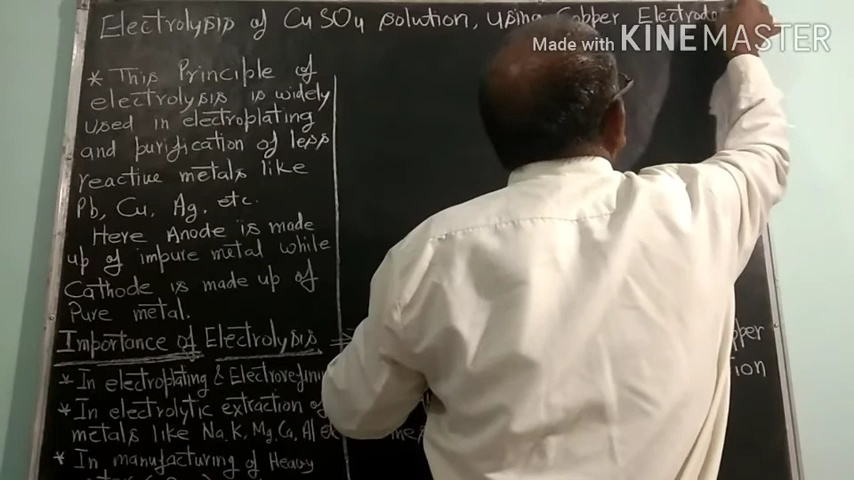 Electrolysis of CuSO4 solution, using Copper Electrode
Made with KINEMASTER
* This Principle of
electrolysis is widely
used in electroplating
and purification of less
reactive metals like
Pb, Cu, Ag, etc.
Here Anode is made
up of impure metal while
Cathode is made up of
Pure metal.
Importance of Electrolysis
* In electroplating & Electrorefini
* In electrolytic extraction of
metals like Na, K, Mg, Ca, Al
* In manufacturing of Heavy
pper
ion